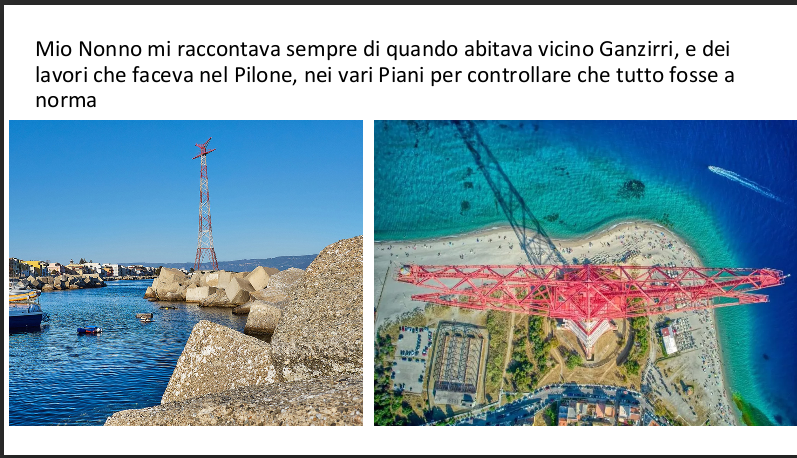 Mio Nonno mi raccontava sempre di quando abitava vicino Ganzirri, e dei
lavori che faceva nel Pilone, nei vari Piani per controllare che tutto fosse a
norma